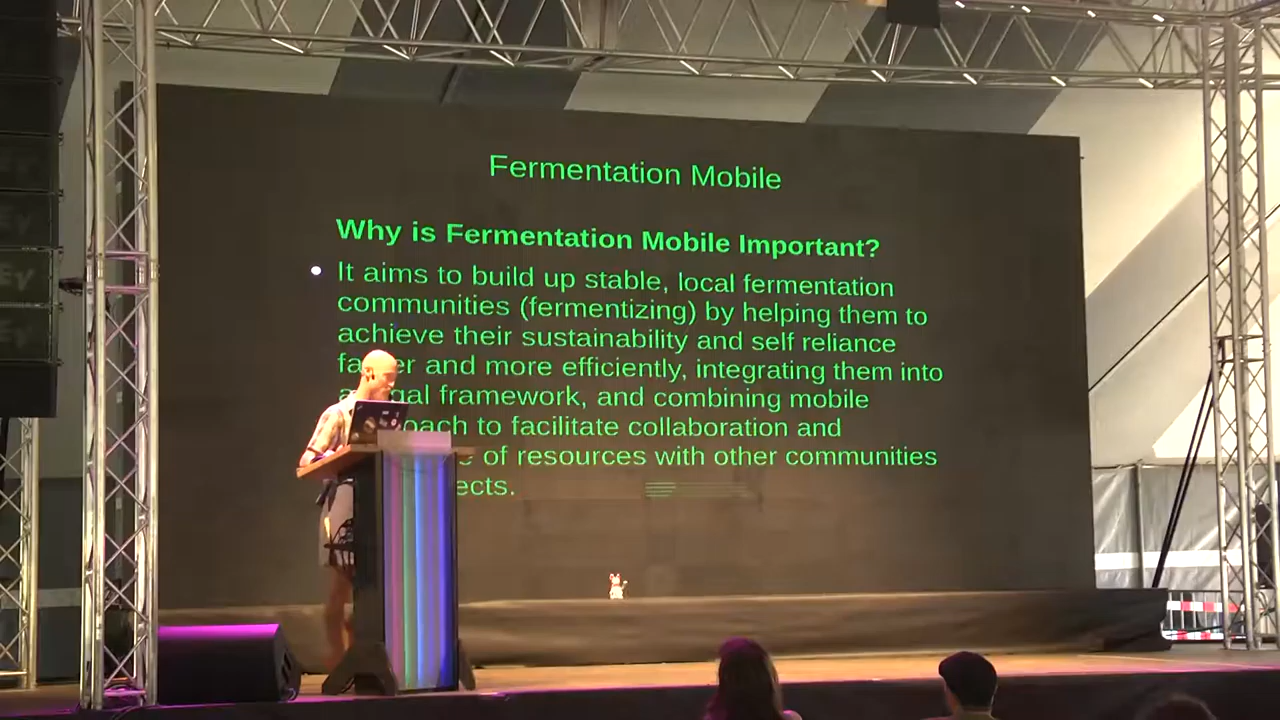 Fermentation Mobile
Why is Fermentation Mobile Important?
It aims to build up stable, local fermentation
communities (fermentizing) by helping them to
achieve their sustainability and self reliance
and more efficiently, integrating them into
framework, and combining mobile
to facilitate collaboration and
of resources with other communities